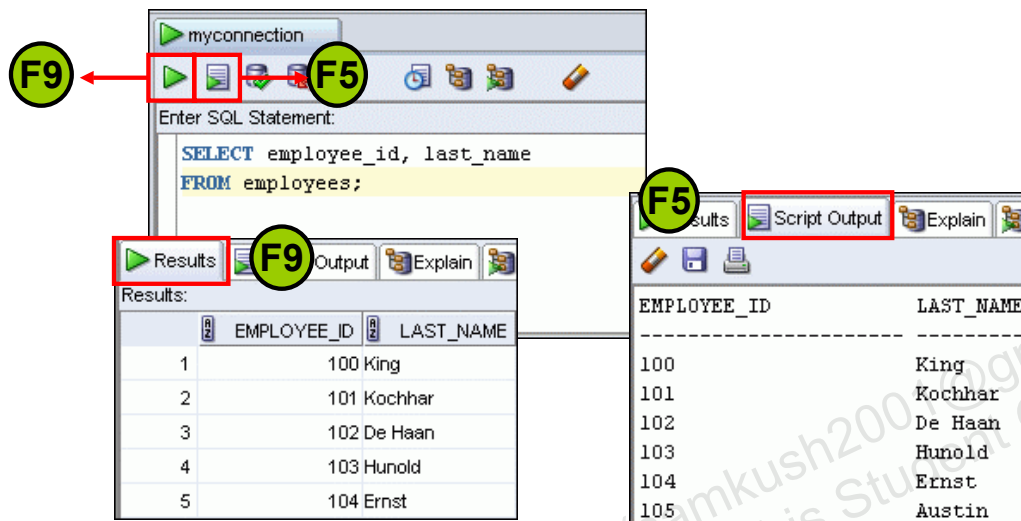 myconnection
F9
F5
Enter SQL Statement:
SELECT employee_id, last_name
FROM employees;
Results
F9
Output
Explain
Results:
EMPLOYEE_ID LAST_NAME
1 100 King
2 101 Kochhar
3 102 De Haan
4 103 Hunold
5 104 Ernst
F5
sults
Script Output
Explain
EMPLOYEE_ID LAST_NAME
-------------------- --------
100 King
101 Kochhar
102 De Haan
103 Hunold
104 Ernst
105 Austin